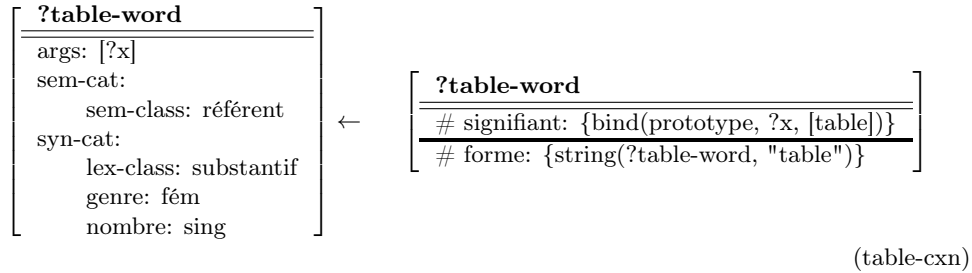 ?table-word
args: [?x]
sem-cat:
sem-class: référent
syn-cat:
lex-class: substantif
genre: fém
nombre: sing
←
?table-word
# signifiant: {bind(prototype, ?x, [table])}
# forme: {string(?table-word, "table")}
(table-cxn)